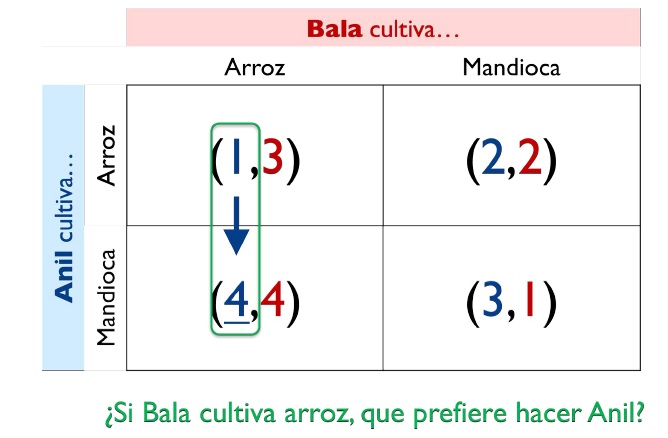 Bala cultiva...
Arroz
Mandioca
Anil cultiva...
Arroz
(1,3)
(2,2)
Mandioca
(4,4)
(3,1)
¿Si Bala cultiva arroz, que prefiere hacer Anil?